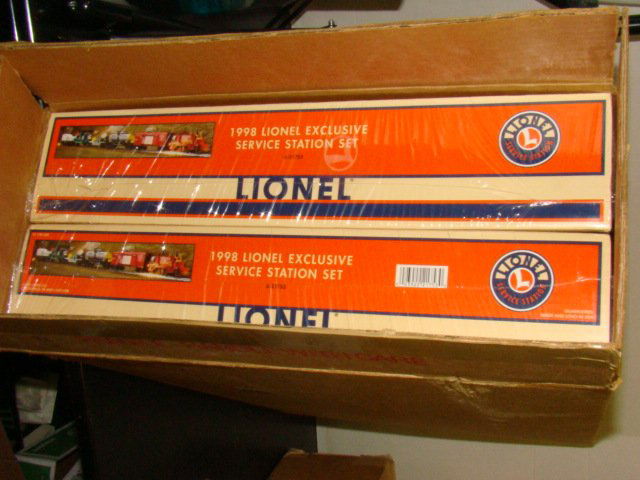 1998 LIONEL EXCLUSIVE
SERVICE STATION SET
LIONEL
SERVICE STATION
L
LIONEL
1998 LIONEL EXCLUSIVE
SERVICE STATION SET
LIONEL
SERVICE STATION
L
LIONEL